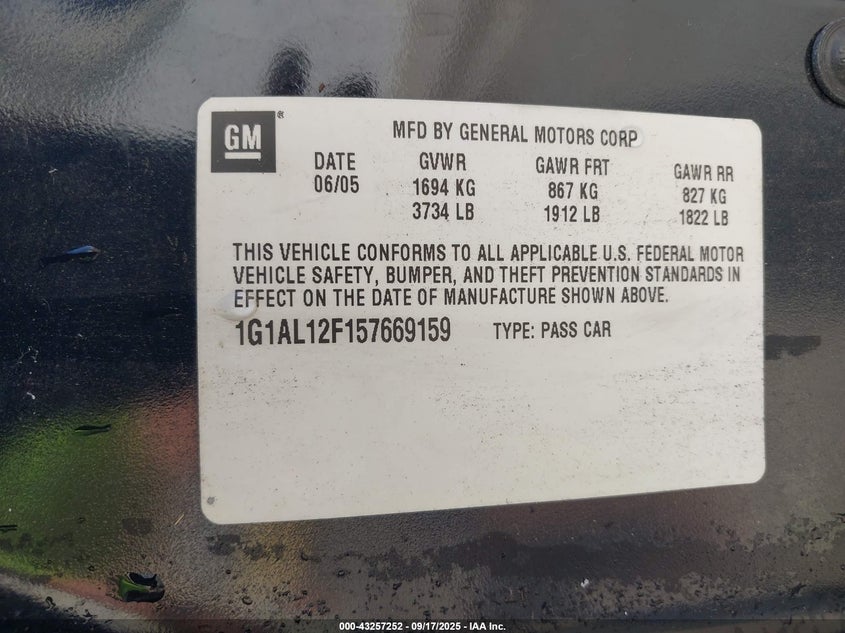 GM
®
MFD BY GENERAL MOTORS CORP
DATE GVWR GAWR FRT GAWR RR
06/05 1694 KG 867 KG 827 KG
3734 LB 1912 LB 1822 LB
THIS VEHICLE CONFORMS TO ALL APPLICABLE U.S. FEDERAL MOTOR
VEHICLE SAFETY, BUMPER, AND THEFT PREVENTION STANDARDS IN
EFFECT ON THE DATE OF MANUFACTURE SHOWN ABOVE.
1G1AL12F157669159 TYPE: PASS CAR
000-43257252 - 09/17/2025 - IAA Inc.